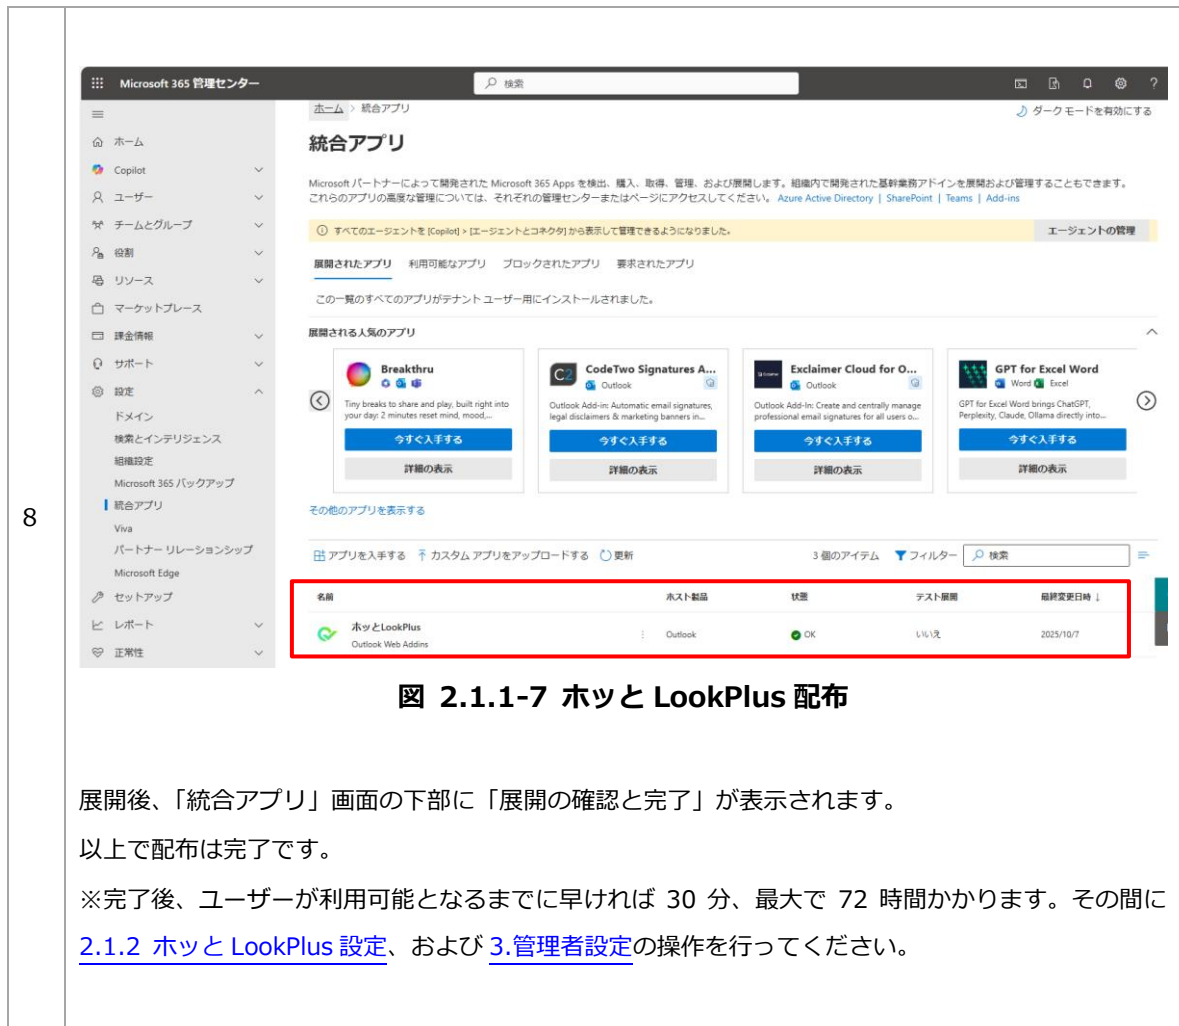 8
Microsoft 365 管理センター
検索
?
ホーム
Copilot
ユーザー
チームとグループ
役割
リソース
マーケットプレース
課金情報
サポート
設定
ドメイン
検索とインテリジェンス
組織設定
Microsoft 365 バックアップ
統合アプリ
Viva
パートナー リレーションシップ
Microsoft Edge
セットアップ
レポート
正常性
ホーム > 統合アプリ
ダーク モードを有効にする
統合アプリ
Microsoft パートナーによって開発された Microsoft 365 Apps を検出、購入、取得、管理、および展開します。組織内で開発された基幹業務アドインを展開および管理することもできます。
これらのアプリの高度な管理については、それぞれの管理センターまたはページにアクセスしてください。 Azure Active Directory | SharePoint | Teams | Add-ins
すべてのエージェントを [Copilot] > [エージェントとコネクタ] から表示して管理できるようになりました。
エージェントの管理
展開されたアプリ 利用可能なアプリ ブロックされたアプリ 要求されたアプリ
この一覧のすべてのアプリがテナント ユーザー用にインストールされました。
展開される人気のアプリ
Breakthru
Tiny breaks to share and play, built right into
your day: 2 minutes reset mind, mood,...
今すぐ入手する
詳細の表示
C2
CodeTwo Signatures A...
Outlook
Outlook Add-in: Automatic email signatures,
legal disclaimers & marketing banners in...
今すぐ入手する
詳細の表示
Exclaimer Cloud for O...
Outlook
Outlook Add-In: Create and centrally manage
professional email signatures for all users o...
今すぐ入手する
詳細の表示
GPT for Excel Word
Word Excel
GPT for Excel Word brings ChatGPT,
Perplexity, Claude, Ollama directly into...
今すぐ入手する
詳細の表示
その他のアプリを表示する
アプリを入手する カスタム アプリをアップロードする 更新
3 個のアイテム フィルター 検索
名前 ホスト製品 状態 テスト展開 最終変更日時 ↓
ホッとLookPlus
Outlook Web Addins
Outlook OK いいえ 2025/10/7
図 2.1.1-7 ホッと LookPlus 配布
展開後、「統合アプリ」画面の下部に「展開の確認と完了」が表示されます。
以上で配布は完了です。
※完了後、ユーザーが利用可能となるまでに早ければ 30 分、最大で 72 時間かかります。その間に
2.1.2 ホッと LookPlus 設定、および 3.管理者設定の操作を行ってください。